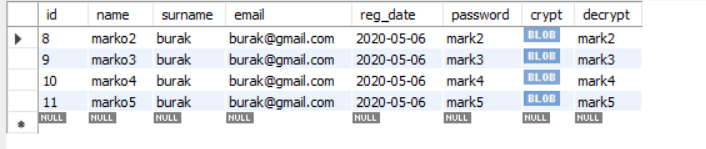 id name surname email reg_date password crypt decrypt
8 marko2 burak burak@gmail.com 2020-05-06 mark2 BLOB mark2
9 marko3 burak burak@gmail.com 2020-05-06 mark3 BLOB mark3
10 marko4 burak burak@gmail.com 2020-05-06 mark4 BLOB mark4
11 marko5 burak burak@gmail.com 2020-05-06 mark5 BLOB mark5
NULL NULL NULL NULL NULL NULL NULL NULL